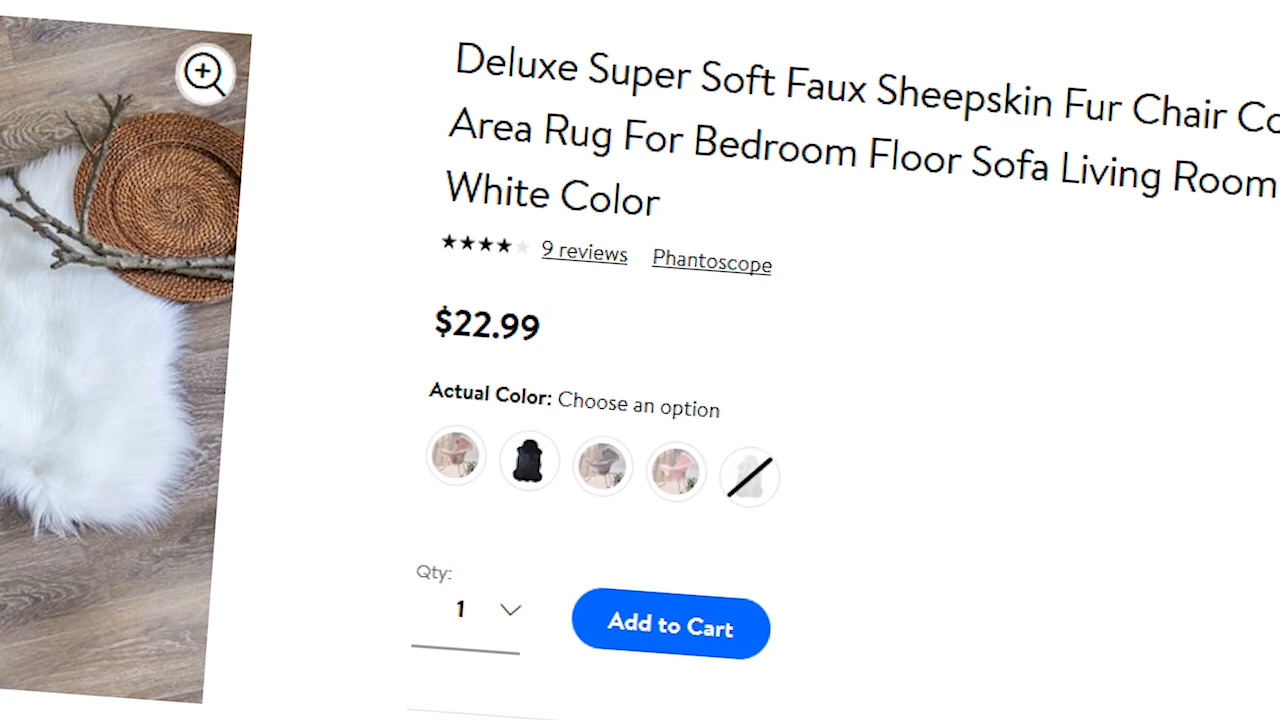 Deluxe Super Soft Faux Sheepskin Fur Chair
Area Rug For Bedroom Floor Sofa Living Room
White Color
9 reviews Phantoscope
$22.99
Actual Color: Choose an option
Qty:
1
Add to Cart